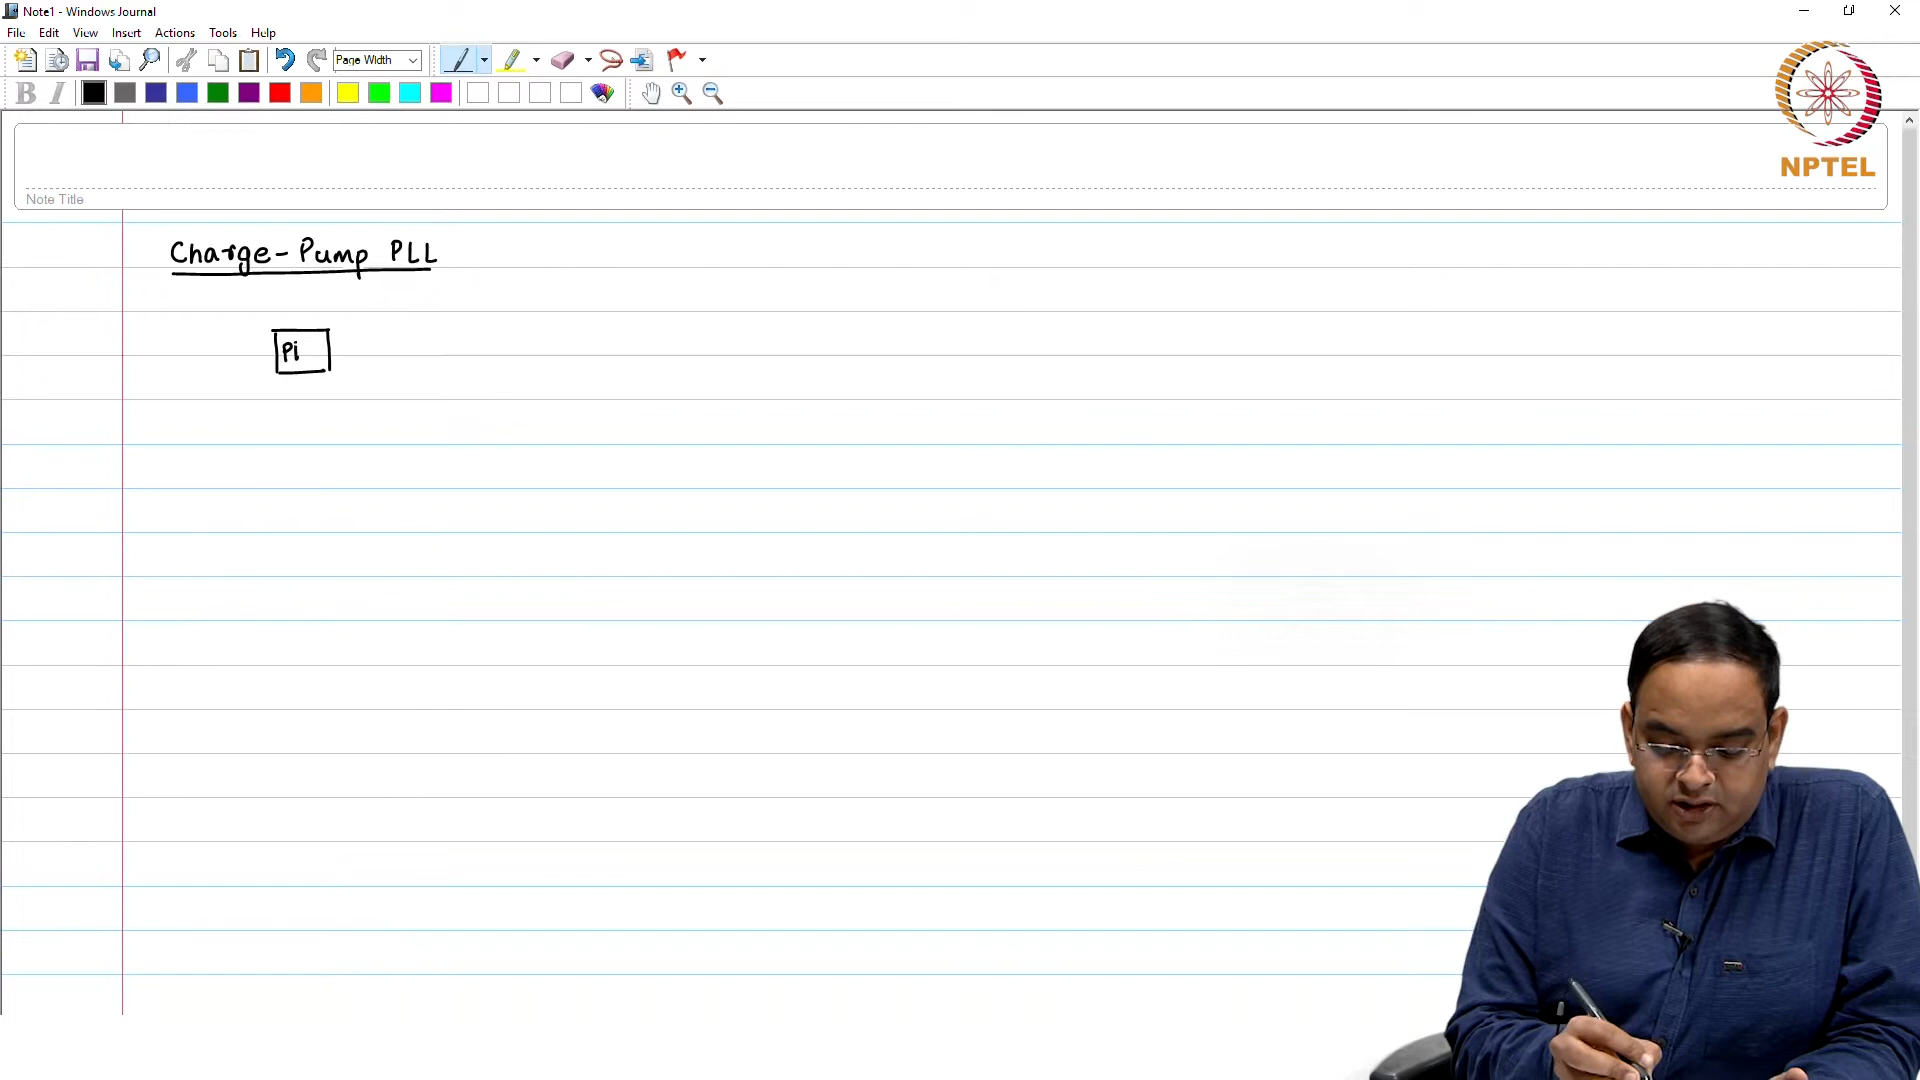 Note1 - Windows Journal
File Edit View Insert Actions Tools Help
Page Width
B I
NPTEL
Note Title
Charge-Pump PLL
Pi